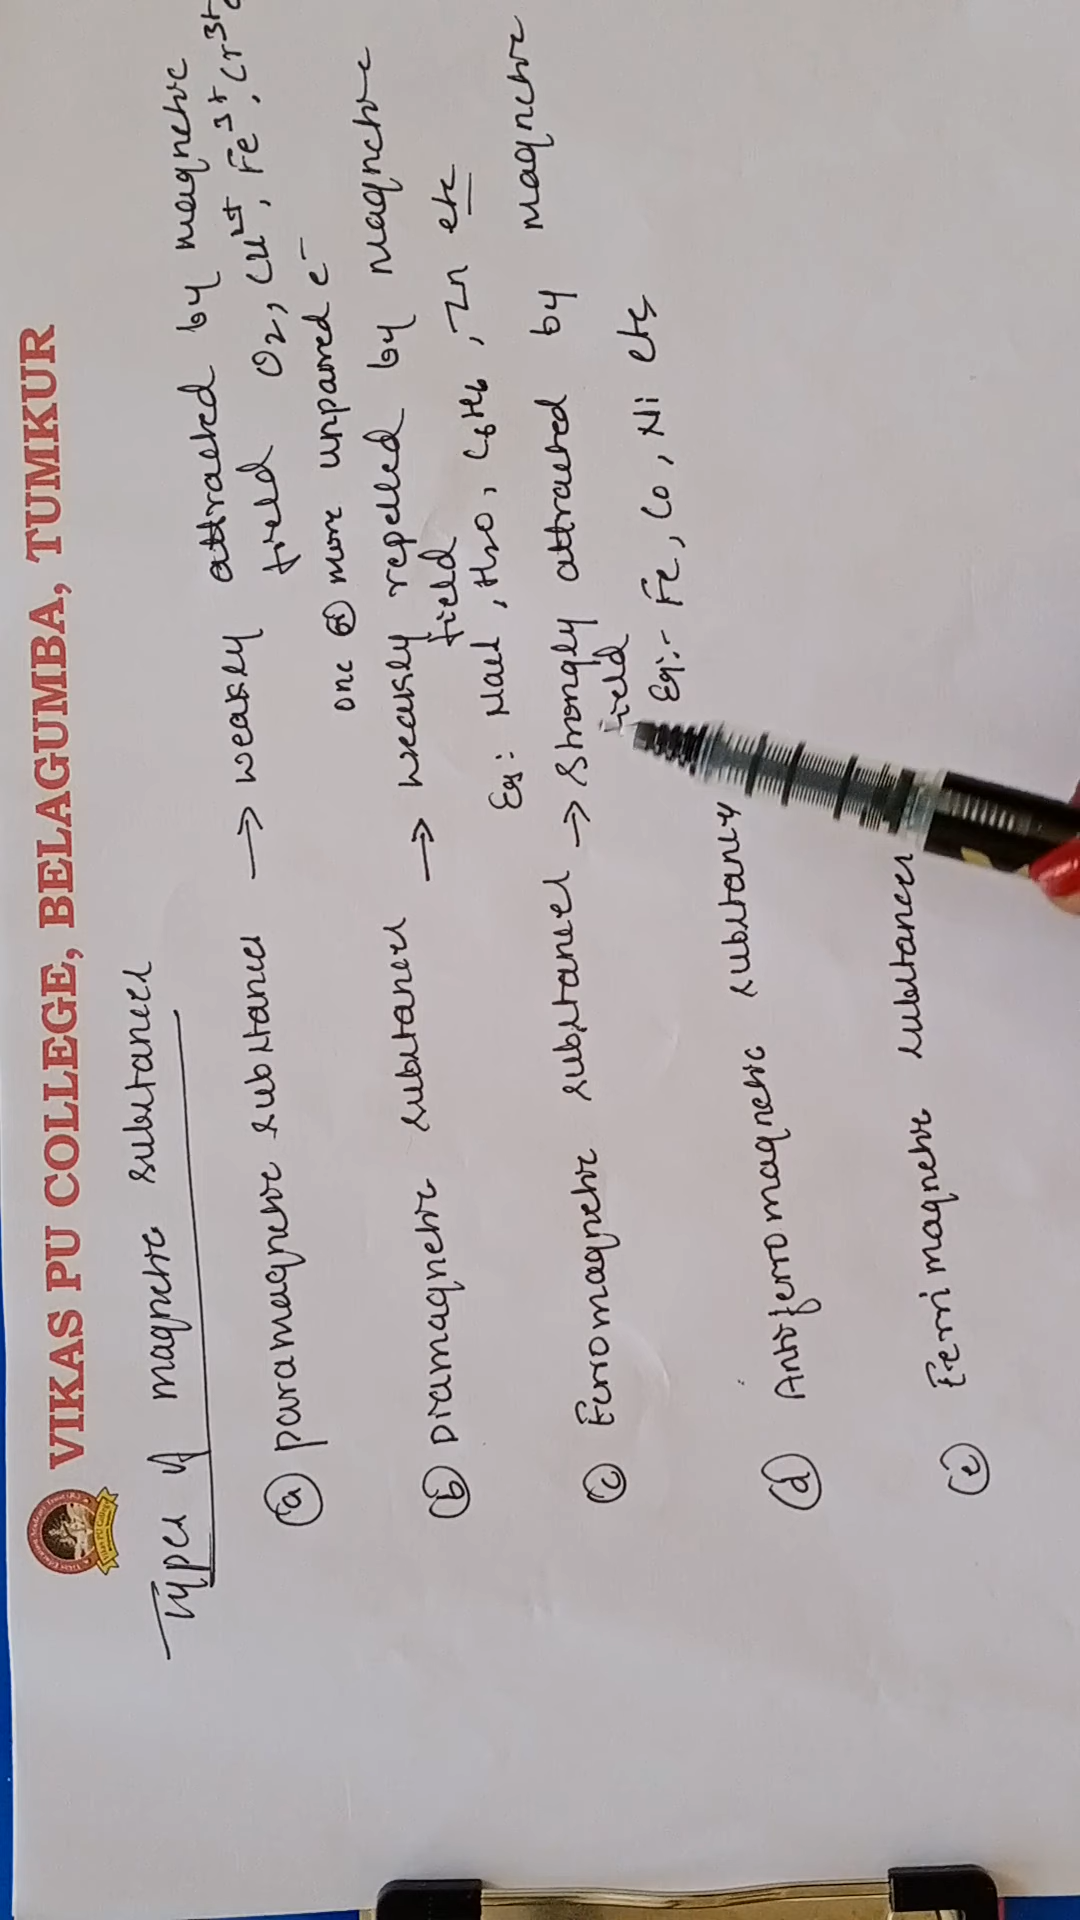 VIKAS PU COLLEGE, BELAGUMBA, TUMKUR
Types of magnetic substances
(a) paramagnetic substance → weakly attracted by magnetic
field O2, Cu2+, Fe3+, Cr3+
one or more unpaired e-
(b) Diamagnetic substances → weakly repelled by magnetic
field
Eg: NaCl, H2O, C6H6, Zn etc
(c) Ferromagnetic substances → strongly attracted by magnetic
field
Eg:- Fe, Co, Ni etc
(d) Antiferromagnetic substances
(e) Ferrimagnetic substances